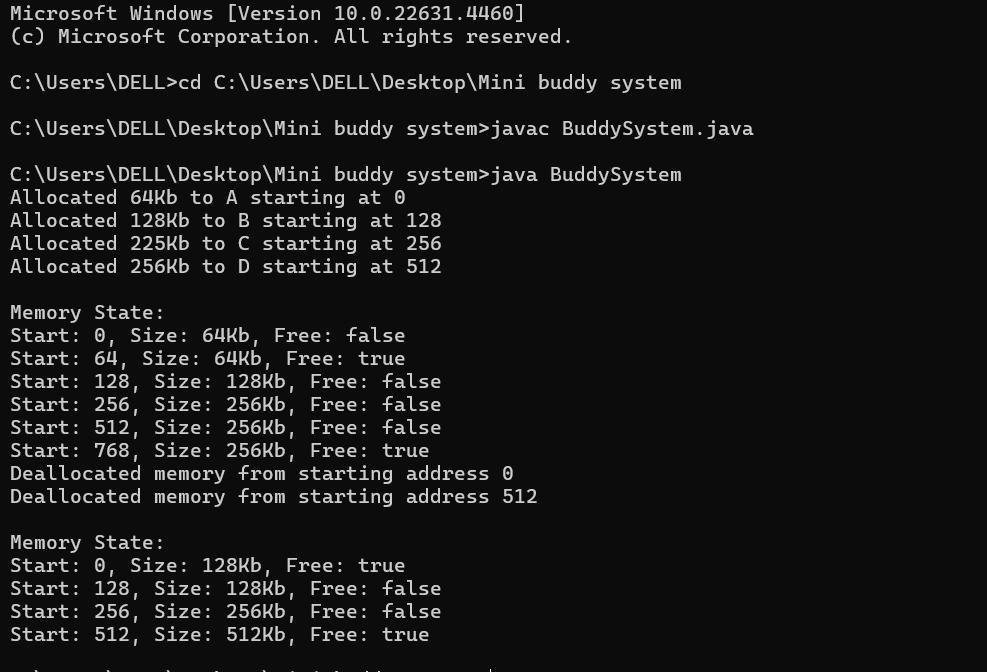 Microsoft Windows [Version 10.0.22631.4460]
(c) Microsoft Corporation. All rights reserved.
C:\Users\DELL>cd C:\Users\DELL\Desktop\Mini buddy system
C:\Users\DELL\Desktop\Mini buddy system>javac BuddySystem.java
C:\Users\DELL\Desktop\Mini buddy system>java BuddySystem
Allocated 64Kb to A starting at 0
Allocated 128Kb to B starting at 128
Allocated 225Kb to C starting at 256
Allocated 256Kb to D starting at 512
Memory State:
Start: 0, Size: 64Kb, Free: false
Start: 64, Size: 64Kb, Free: true
Start: 128, Size: 128Kb, Free: false
Start: 256, Size: 256Kb, Free: false
Start: 512, Size: 256Kb, Free: false
Start: 768, Size: 256Kb, Free: true
Deallocated memory from starting address 0
Deallocated memory from starting address 512
Memory State:
Start: 0, Size: 128Kb, Free: true
Start: 128, Size: 128Kb, Free: false
Start: 256, Size: 256Kb, Free: false
Start: 512, Size: 512Kb, Free: true